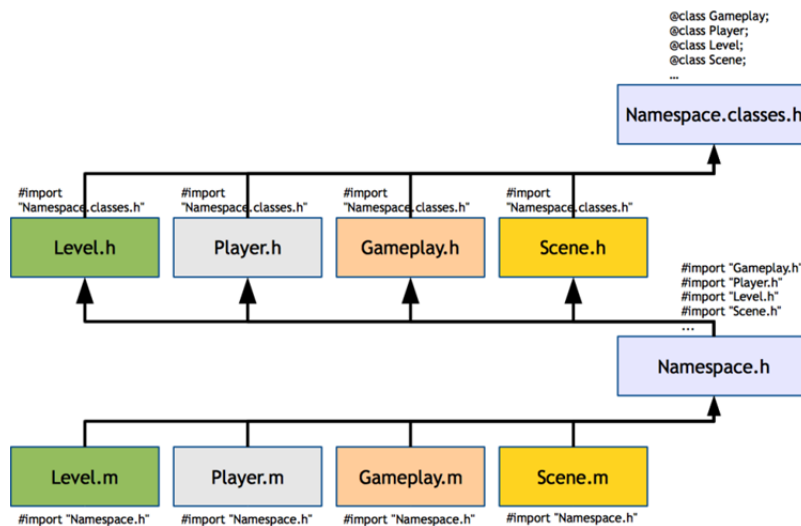 @class Gameplay;
@class Player;
@class Level;
@class Scene;
...
Namespace.classes.h
#import
"Namespace.classes.h"
#import
"Namespace.classes.h"
#import
"Namespace.classes.h"
#import
"Namespace.classes.h"
Level.h
Player.h
Gameplay.h
Scene.h
#import "Gameplay.h"
#import "Player.h"
#import "Level.h"
#import "Scene.h"
...
Namespace.h
Level.m
Player.m
Gameplay.m
Scene.m
#import "Namespace.h"
#import "Namespace.h"
#import "Namespace.h"
#import "Namespace.h"